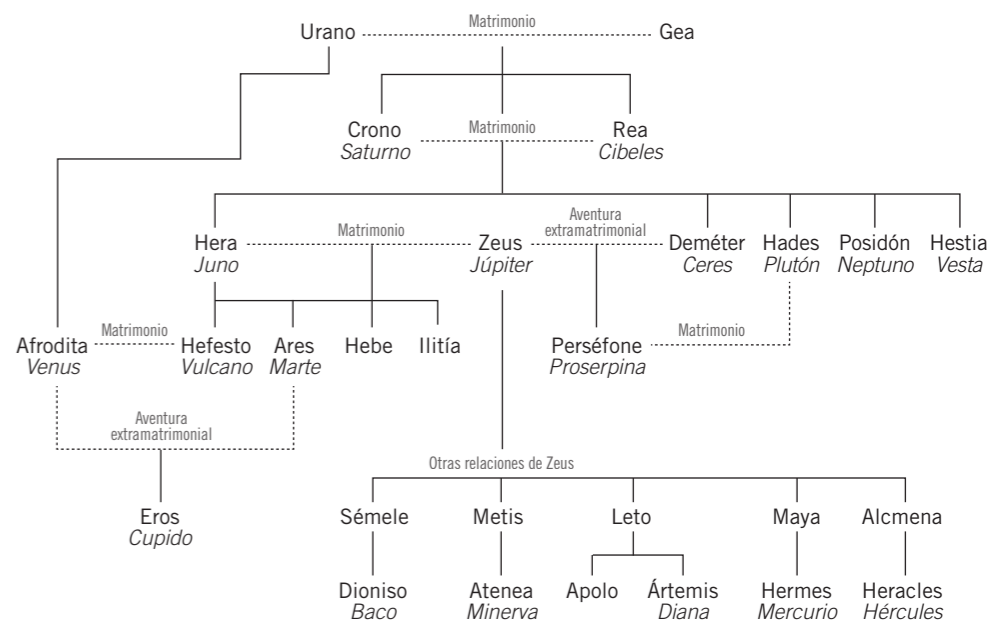 Matrimonio
Urano Gea
Crono Matrimonio Rea
Saturno Cibeles
Aventura
extramatrimonial
Hera Matrimonio Zeus Deméter Hades Posidón Hestia
Juno Júpiter Ceres Plutón Neptuno Vesta
Matrimonio Matrimonio
Afrodita Hefesto Ares Hebe Ilitía Perséfone
Venus Vulcano Marte Proserpina
Aventura
extramatrimonial
Otras relaciones de Zeus
Eros Sémele Metis Leto Maya Alcmena
Cupido
Dioniso Atenea Apolo Ártemis Hermes Heracles
Baco Minerva Diana Mercurio Hércules